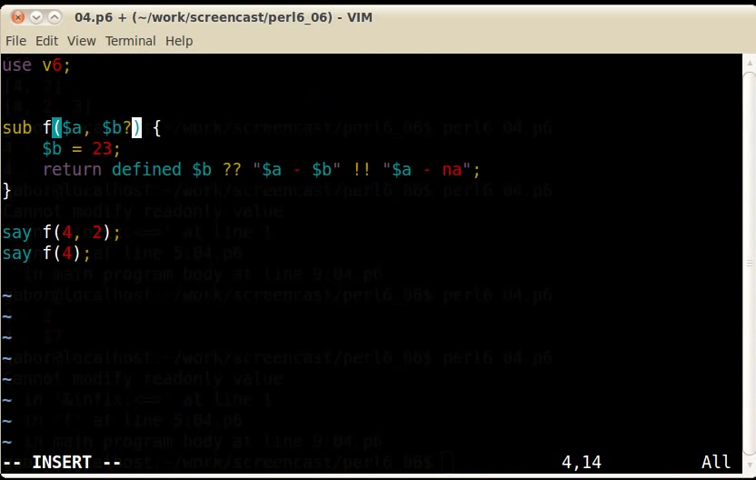 04.p6 + (~/work/screencast/perl6_06) - VIM
File Edit View Terminal Help
use v6;
sub f($a, $b?) {
    $b = 23;
    return defined $b ?? "$a - $b" !! "$a - na";
}
say f(4, 2);
say f(4);
~
~
~
~
~
~
~
~
-- INSERT -- 4,14 All